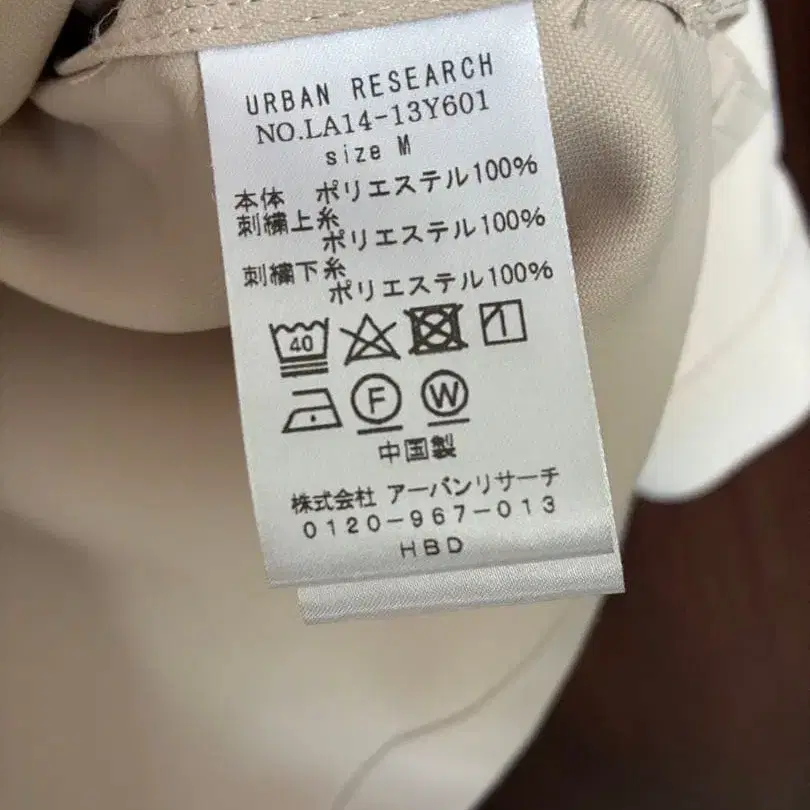 URBAN RESEARCH
NO.LA14-13Y601
size M
本体 ポリエステル100%
刺繍上糸
ポリエステル100%
刺繍下糸
ポリエステル100%
40
F W
中国製
株式会社 アーバンリサーチ
0120-967-013
HBD